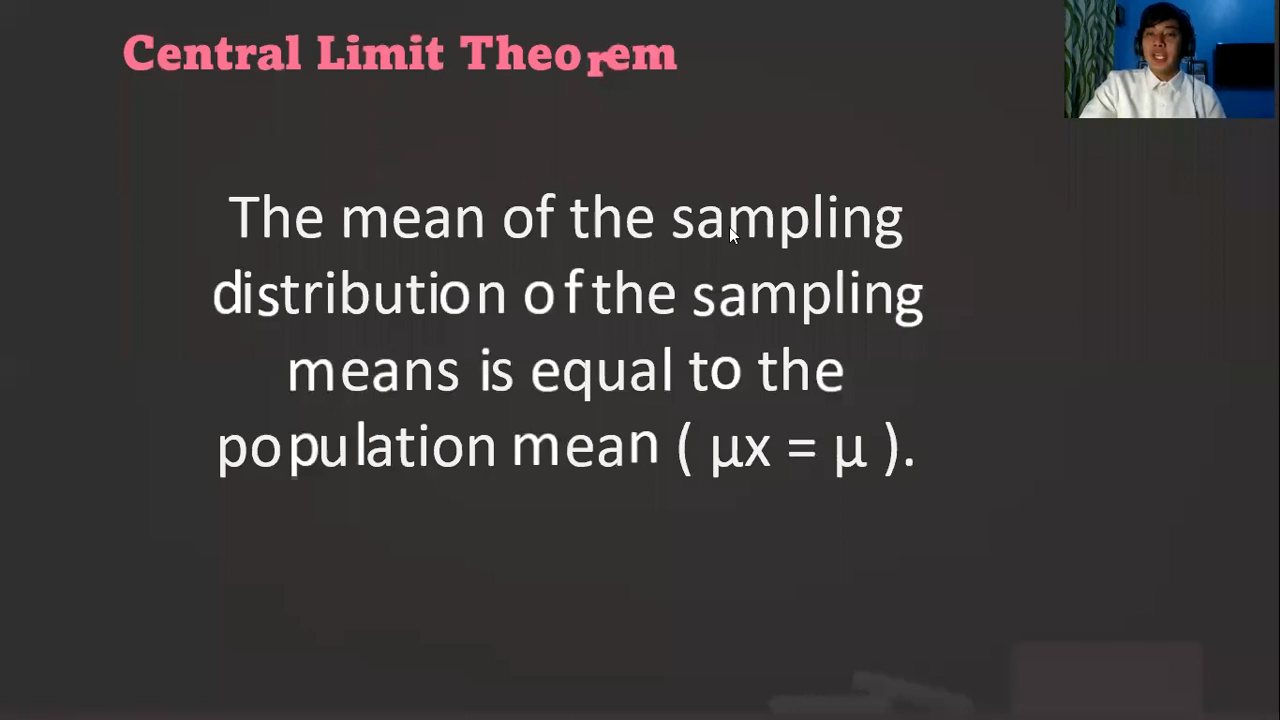 Central Limit Theorem
The mean of the sampling
distribution of the sampling
means is equal to the
population mean ( μx = μ ).